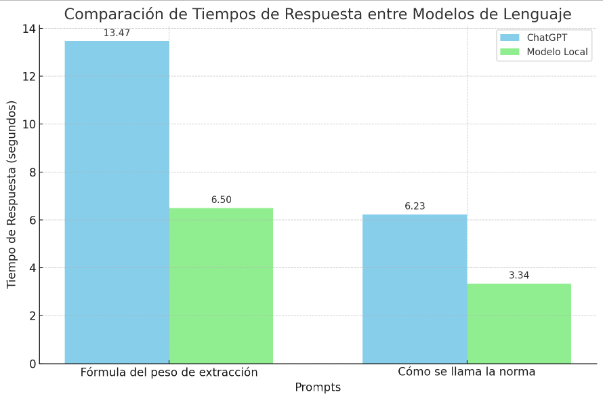 Comparación de Tiempos de Respuesta entre Modelos de Lenguaje
14
12
10
8
6
4
2
0
Tiempo de Respuesta (segundos)
13.47
6.50
6.23
3.34
ChatGPT
Modelo Local
Fórmula del peso de extracción
Cómo se llama la norma
Prompts